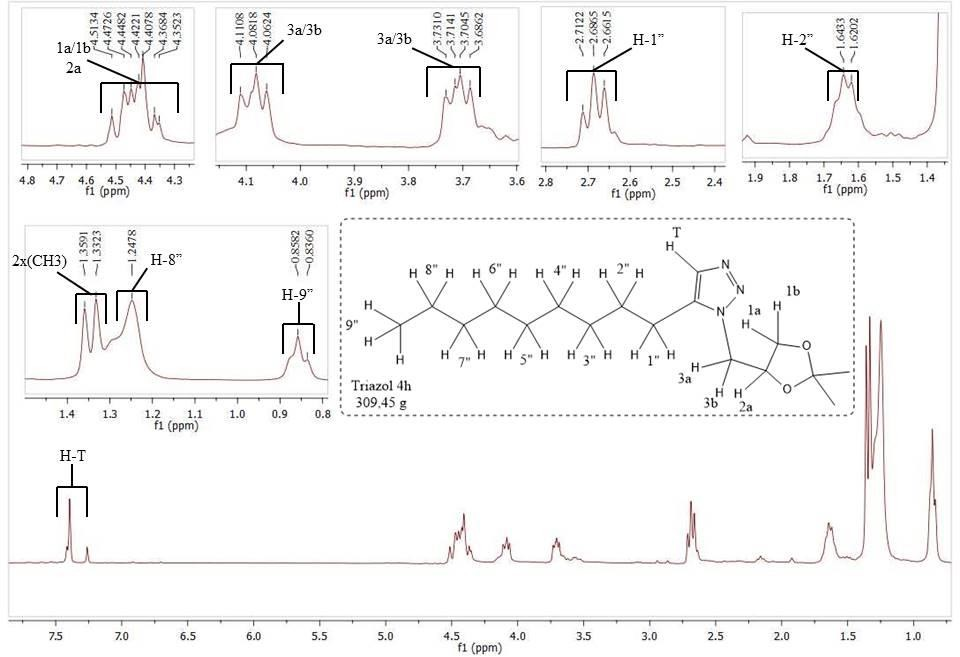 4.5134
4.4726
4.4482
4.4221
4.4078
4.3684
4.3523
1a/1b
2a
4.8 4.7 4.6 4.5 4.4 4.3
f1 (ppm)
4.1108
4.0818
4.0624
3a/3b
3a/3b
3.7310
3.7141
3.7045
3.6862
4.1 4.0 3.9 3.8 3.7 3.6
f1 (ppm)
2.7122
2.6865
2.6615
H-1”
2.8 2.7 2.6 2.5 2.4
f1 (ppm)
H-2”
1.6433
1.6202
1.9 1.8 1.7 1.6 1.5 1.4
f1 (ppm)
1.3591
1.3323
1.2478
0.8582
0.8360
2x(CH3)
H-8”
H-9”
1.4 1.3 1.2 1.1 1.0 0.9 0.8
f1 (ppm)
T
H
H 8" H H 6" H H 4" H H 2" H
N
N
N
1b
H
1a
H
H
9"
H
H
H H H H H H H H
7" 5" 3" 1"
O
O
H
3a
H
3b
H
2a
Triazol 4h
309,45 g
H-T
7.5 7.0 6.5 6.0 5.5 5.0 4.5 4.0 3.5 3.0 2.5 2.0 1.5 1.0
f1 (ppm)